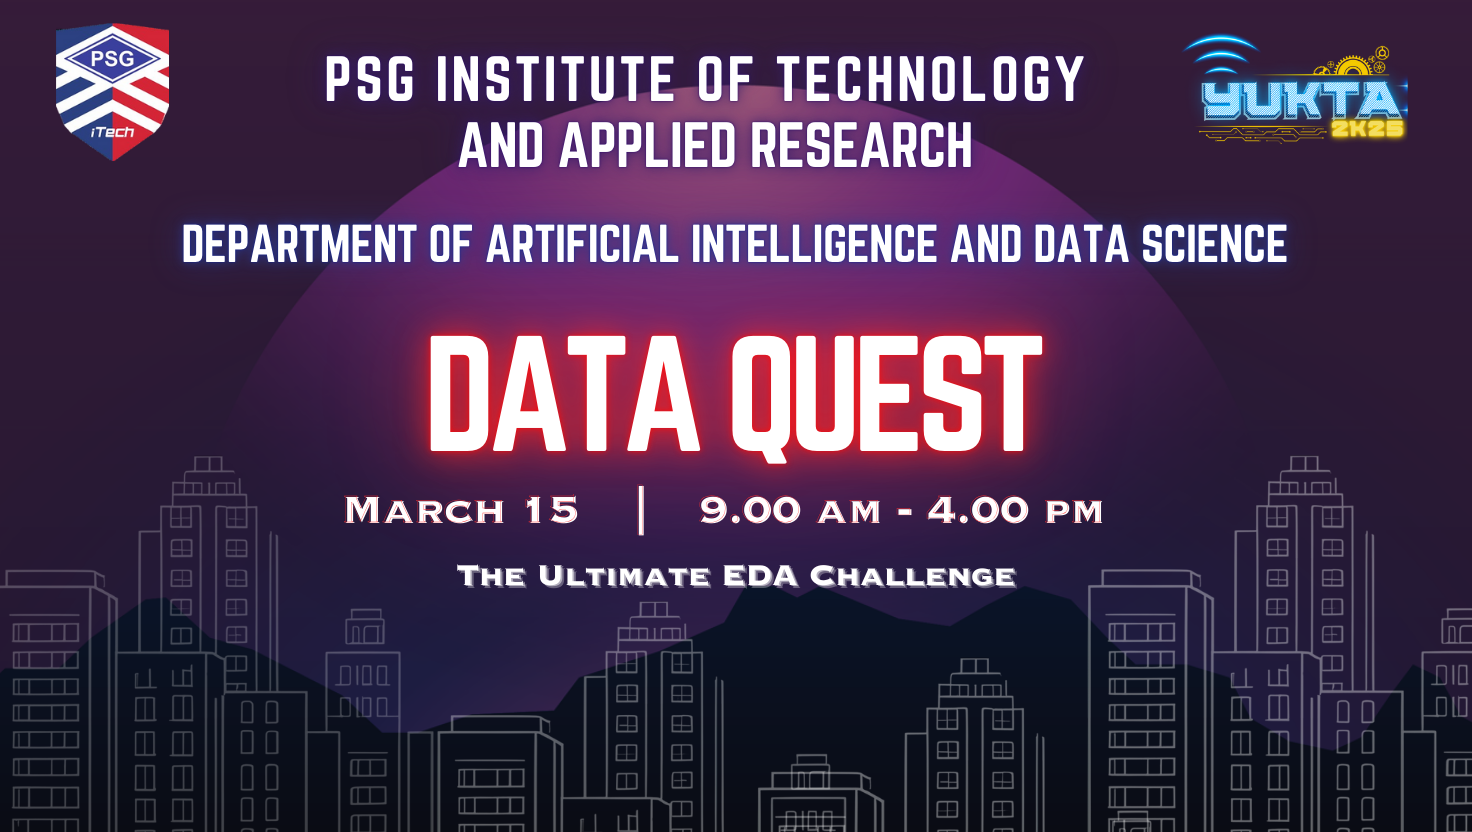 PSG
iTech
PSG INSTITUTE OF TECHNOLOGY
AND APPLIED RESEARCH
YUKTA
2K25
DEPARTMENT OF ARTIFICIAL INTELLIGENCE AND DATA SCIENCE
DATA QUEST
MARCH 15 | 9.00 AM - 4.00 PM
THE ULTIMATE EDA CHALLENGE